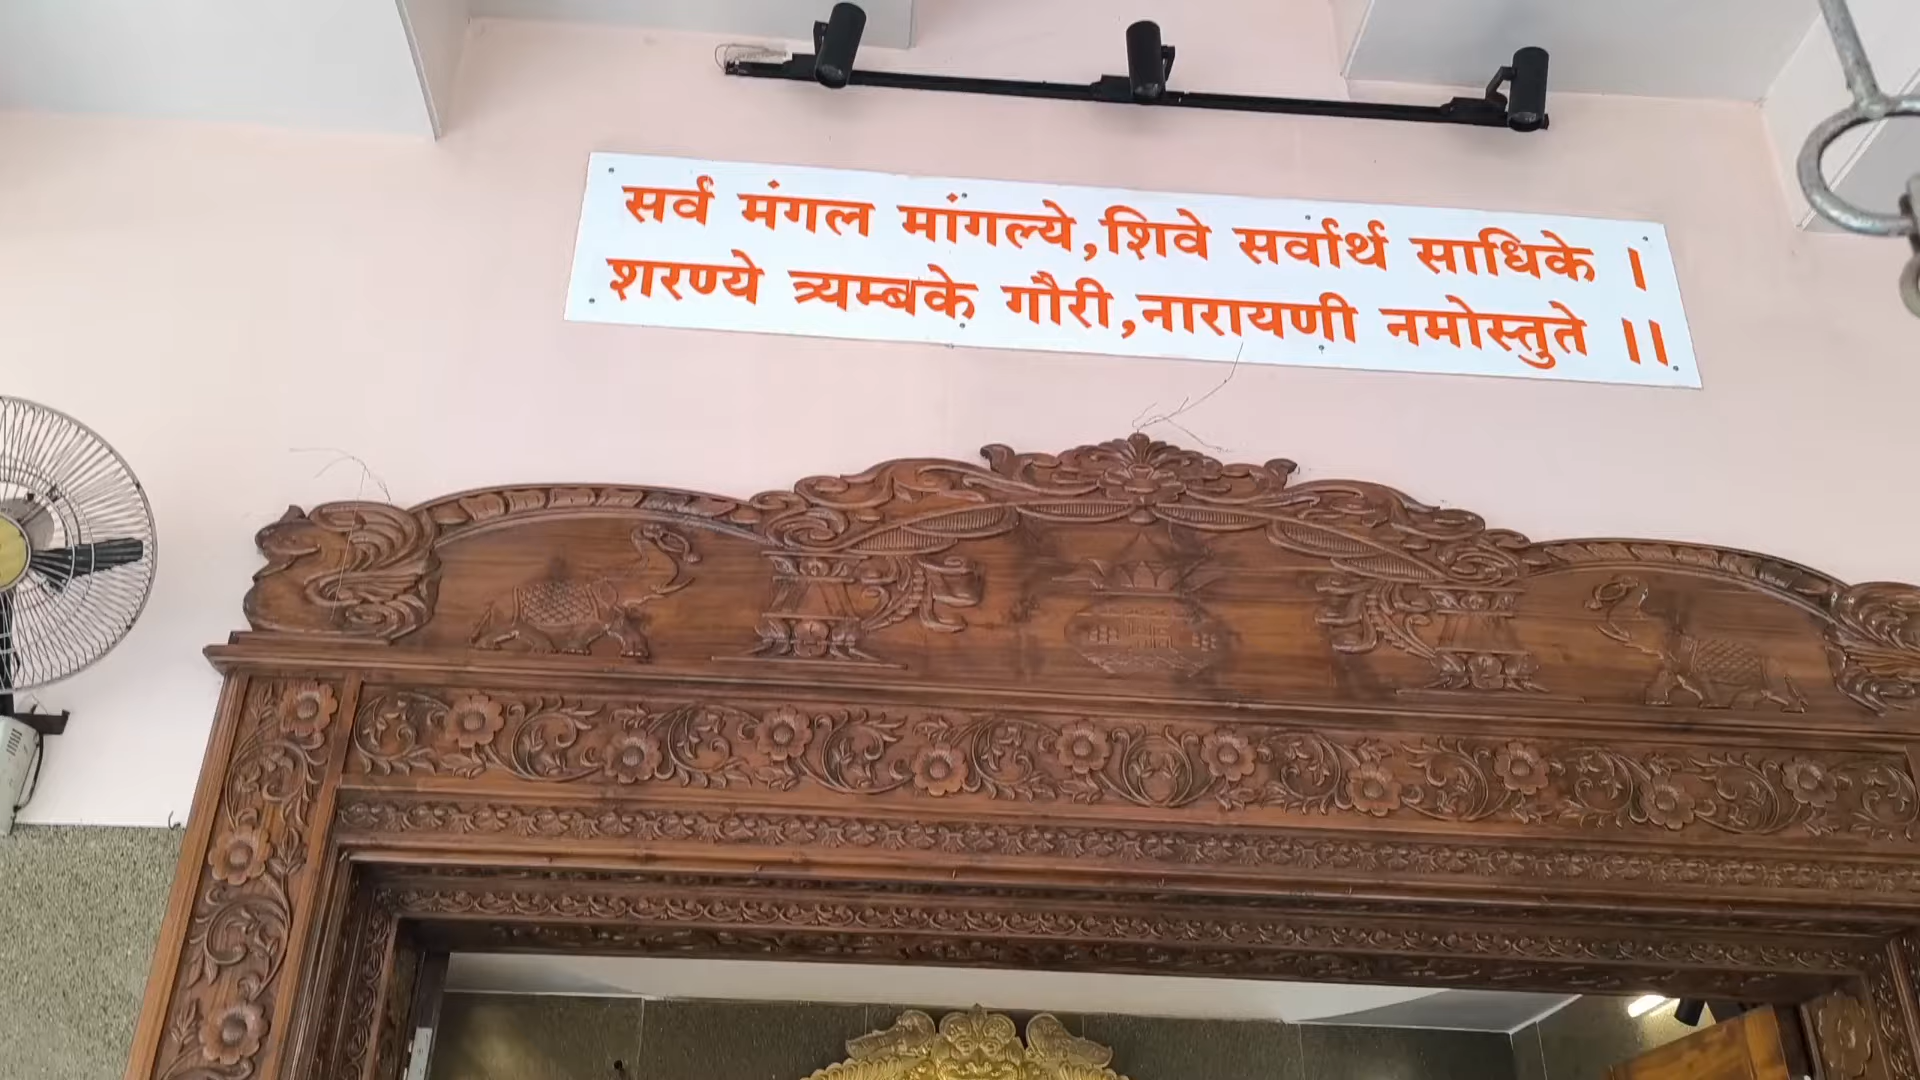 सर्व मंगल मांगल्ये,शिवे सर्वार्थ साधिके ।
शरण्ये त्र्यम्बके गौरी,नारायणी नमोस्तुते ।।